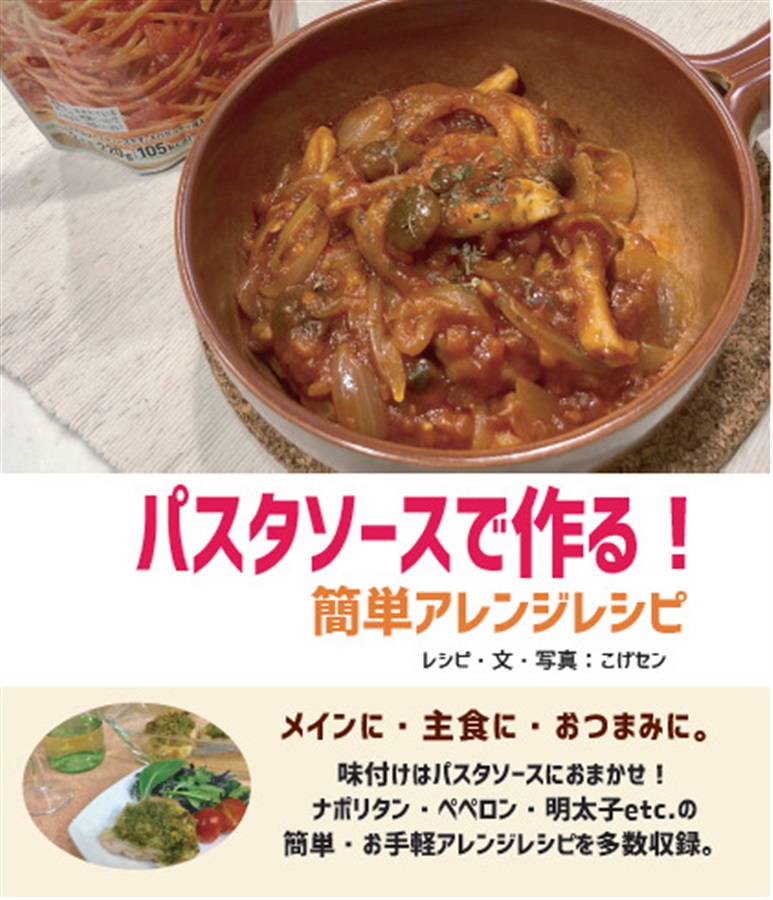 220g
105kcal
パスタソースで作る！
簡単アレンジレシピ
レシピ・文・写真：こげセン
メインに・主食に・おつまみに。
味付けはパスタソースにおまかせ！
ナポリタン・ペペロン・明太子etc.の
簡単・お手軽アレンジレシピを多数収録。